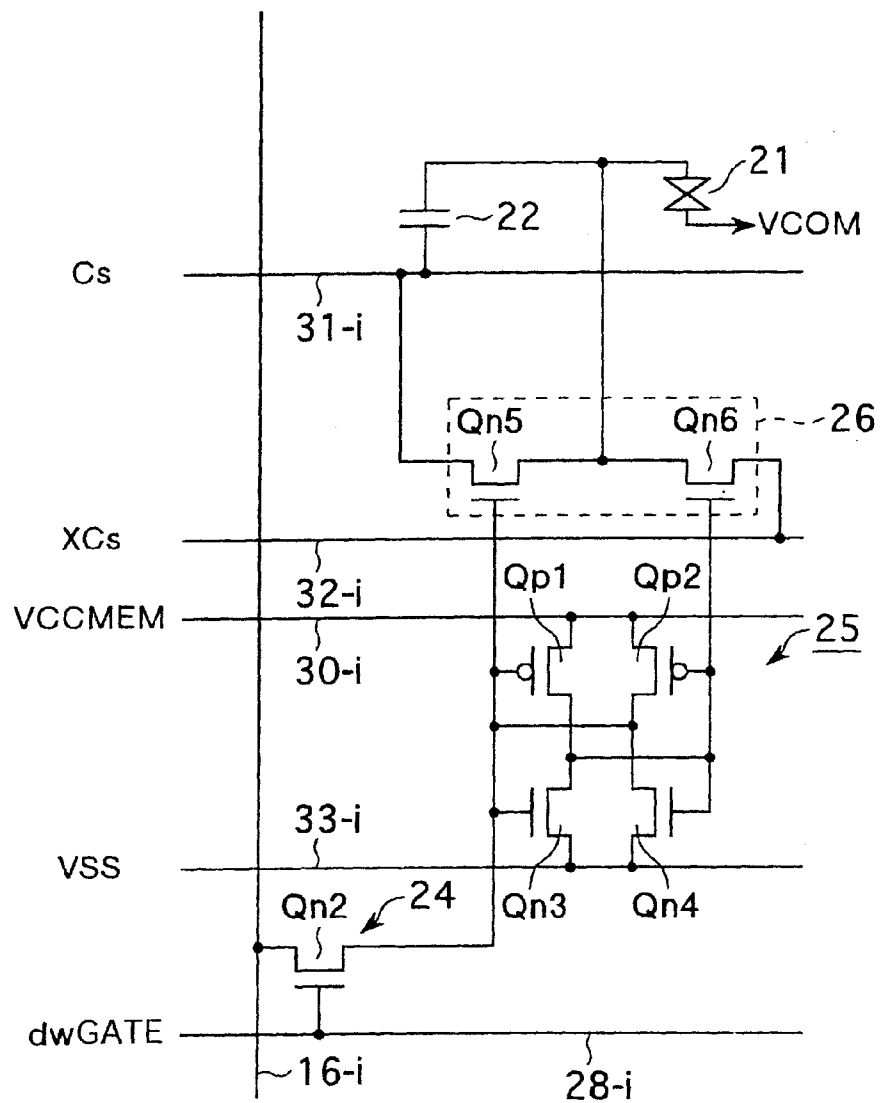 21
22
VCOM
Cs
31-i
Qn5
Qn6
26
XCs
32-i
Qp1
Qp2
VCCMEM
30-i
25
33-i
VSS
Qn2
24
Qn3
Qn4
dwGATE
16-i
28-i